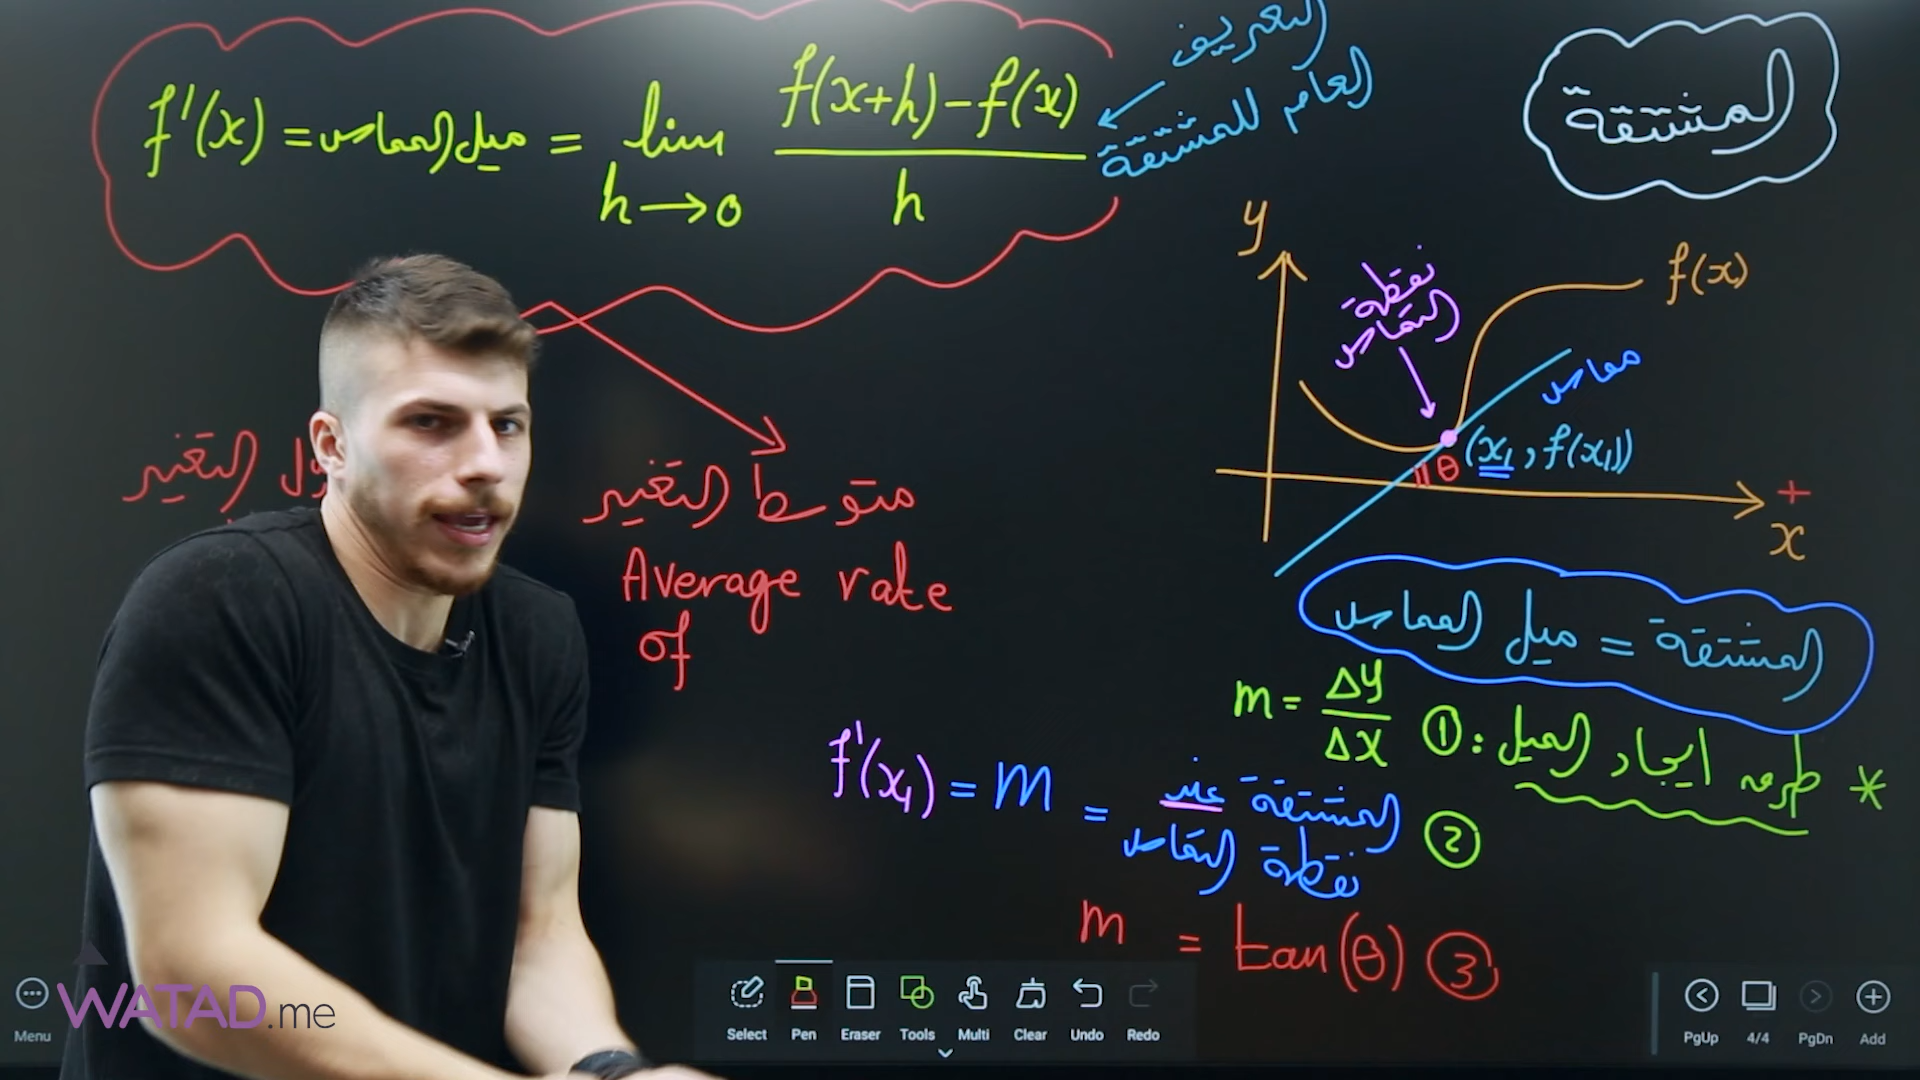 المشتقة
f'(x) = ميل المماس = lim h→0 f(x+h) - f(x) / h
التعريف
العام للمشتقة
y
f(x)
نقطة
التماس
مماس
(x₁, f(x₁))
θ
+
x
التغير
متوسط التغير
Average rate
of
المشتقة = ميل المماس
* طرق ايجاد الميل :
① m = Δy / Δx
② f'(x₁) = m = المشتقة عند
نقطة التماس
③ m = tan(θ)
WATAD.me
Menu
Select Pen Eraser Tools Multi Clear Undo Redo
PgUp 4/4 PgDn Add